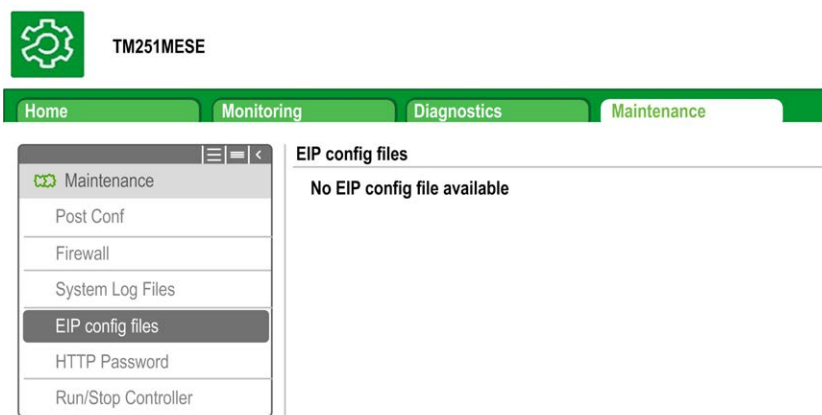 TM251MESE
Home Monitoring Diagnostics Maintenance
EIP config files
Maintenance
No EIP config file available
Post Conf
Firewall
System Log Files
EIP config files
HTTP Password
Run/Stop Controller